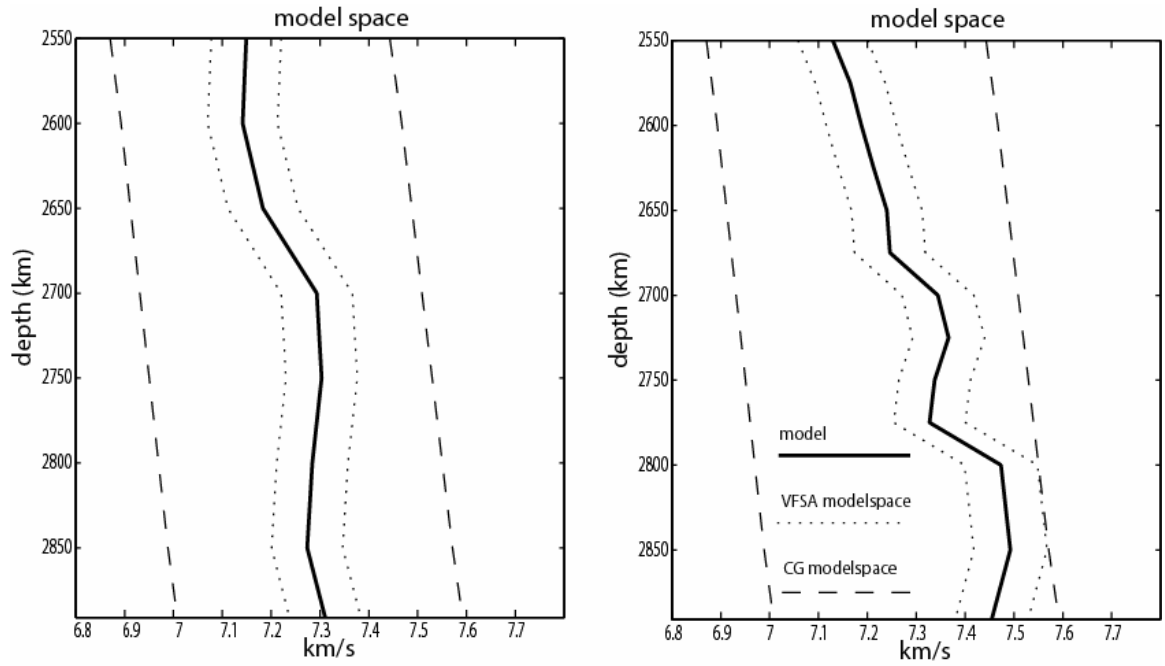 model space
2550
2600
2650
2700
2750
2800
2850
depth (km)
6.8 6.9 7 7.1 7.2 7.3 7.4 7.5 7.6 7.7
km/s
model space
2550
2600
2650
2700
2750
2800
2850
depth (km)
model
VFSA modelspace
CG modelspace
6.8 6.9 7 7.1 7.2 7.3 7.4 7.5 7.6 7.7
km/s